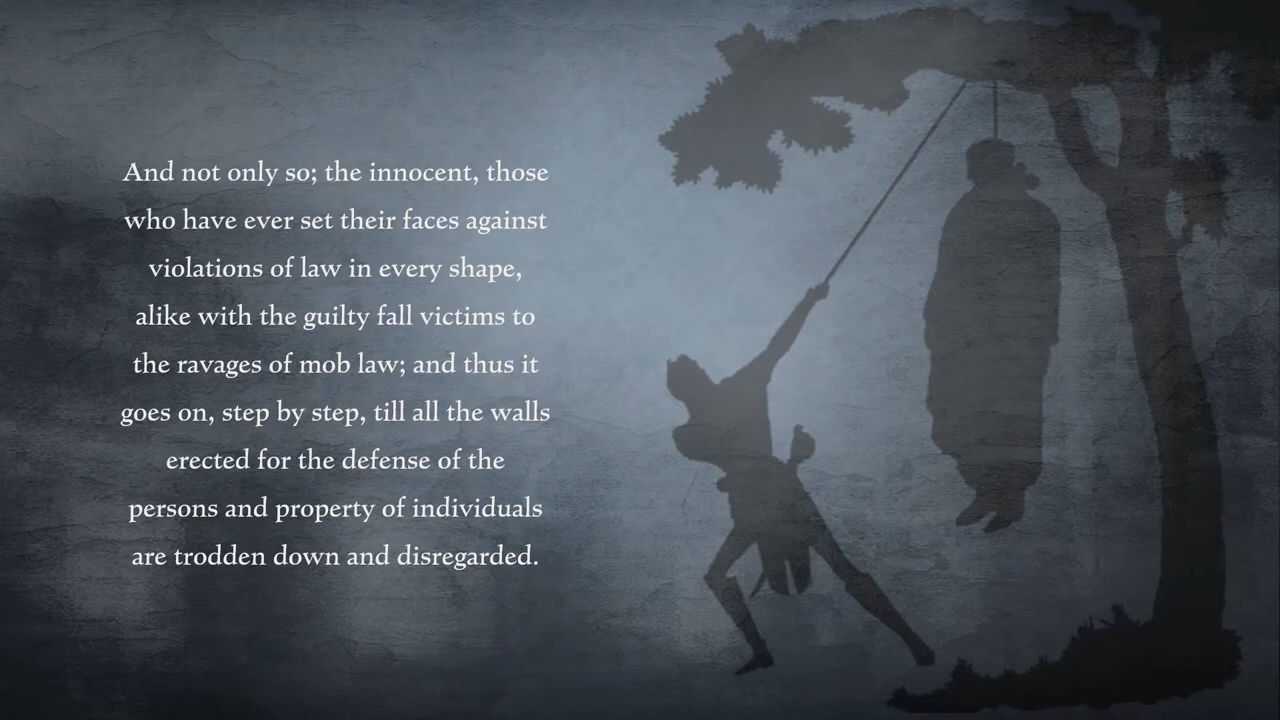 And not only so; the innocent, those
who have ever set their faces against
violations of law in every shape,
alike with the guilty fall victims to
the ravages of mob law; and thus it
goes on, step by step, till all the walls
erected for the defense of the
persons and property of individuals
are trodden down and disregarded.